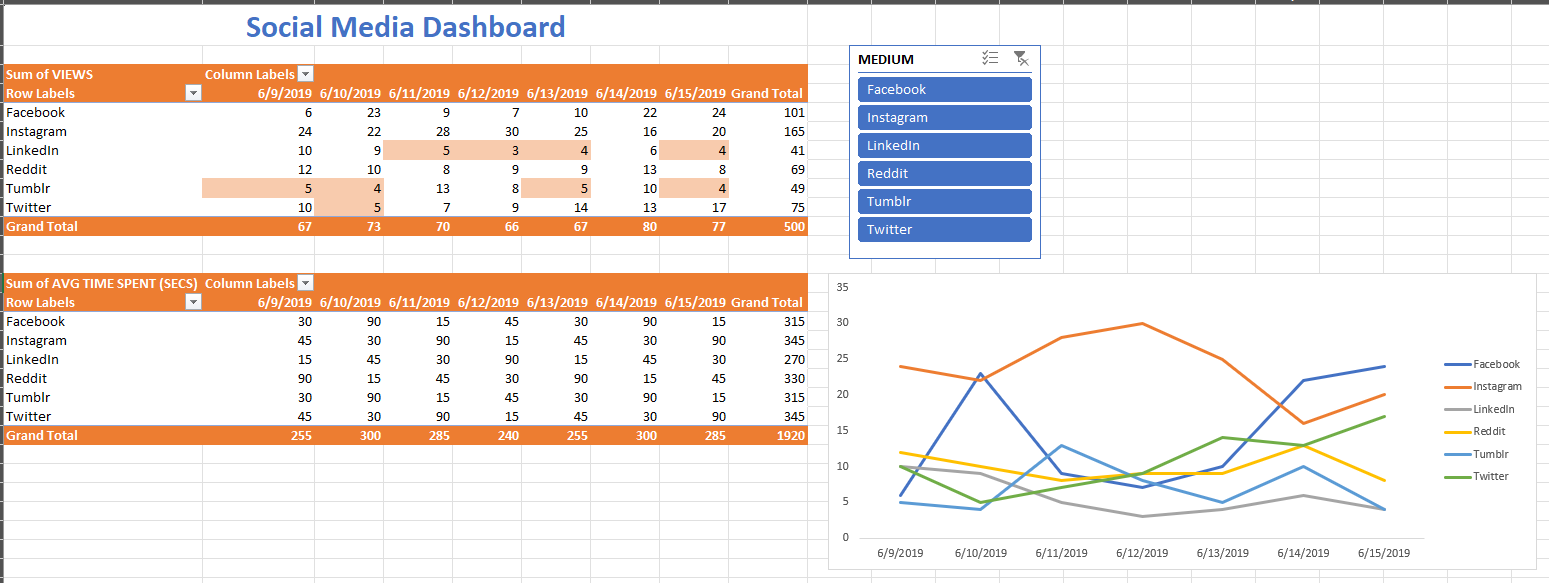 Social Media Dashboard
Sum of VIEWS Column Labels
Row Labels 6/9/2019 6/10/2019 6/11/2019 6/12/2019 6/13/2019 6/14/2019 6/15/2019 Grand Total
Facebook 6 23 9 7 10 22 24 101
Instagram 24 22 28 30 25 16 20 165
LinkedIn 10 9 5 3 4 6 4 41
Reddit 12 10 8 9 9 13 8 69
Tumblr 5 4 13 8 5 10 4 49
Twitter 10 5 7 9 14 13 17 75
Grand Total 67 73 70 66 67 80 77 500
MEDIUM
Facebook
Instagram
LinkedIn
Reddit
Tumblr
Twitter
Sum of AVG TIME SPENT (SECS) Column Labels
Row Labels 6/9/2019 6/10/2019 6/11/2019 6/12/2019 6/13/2019 6/14/2019 6/15/2019 Grand Total
Facebook 30 90 15 45 30 90 15 315
Instagram 45 30 90 15 45 30 90 345
LinkedIn 15 45 30 90 15 45 30 270
Reddit 90 15 45 30 90 15 45 330
Tumblr 30 90 15 45 30 90 15 315
Twitter 45 30 90 15 45 30 90 345
Grand Total 255 300 285 240 255 300 285 1920
35
30
25
20
15
10
5
0
6/9/2019 6/10/2019 6/11/2019 6/12/2019 6/13/2019 6/14/2019 6/15/2019
Facebook
Instagram
LinkedIn
Reddit
Tumblr
Twitter